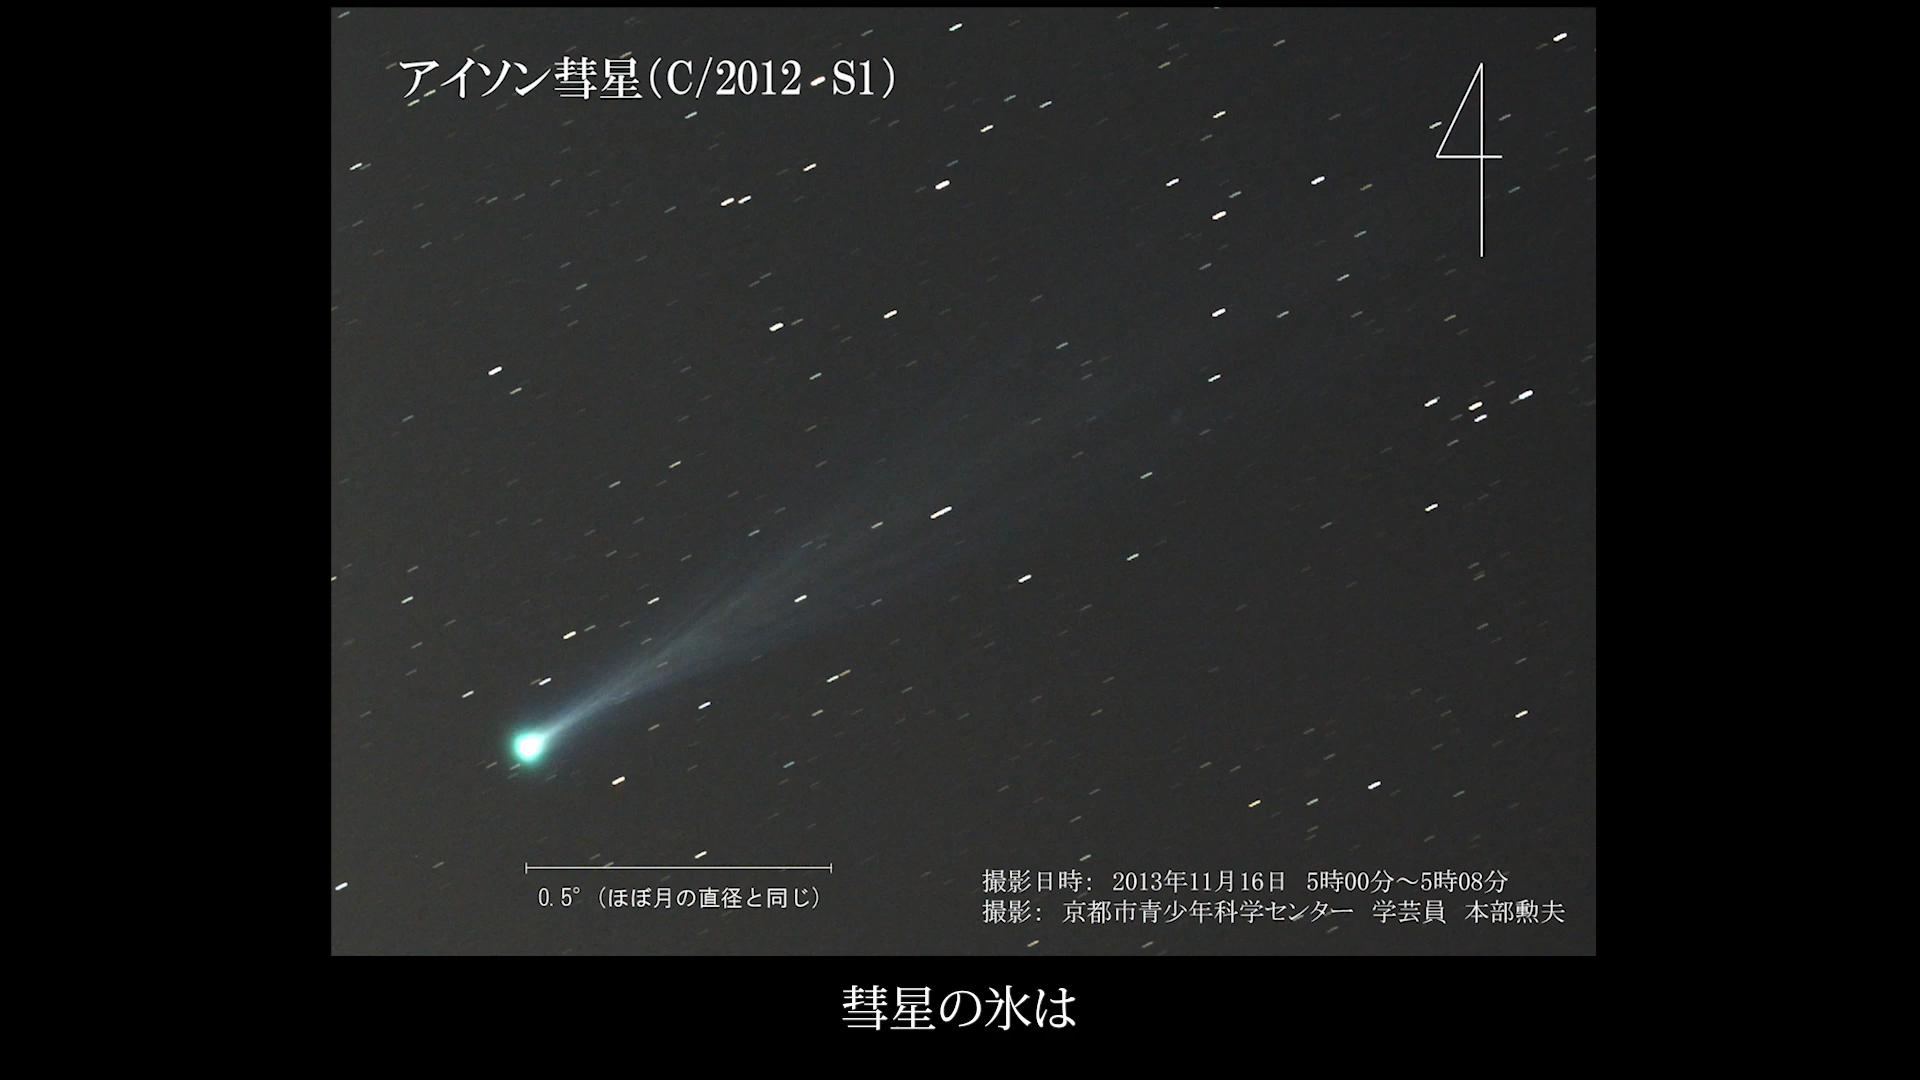 アイソン彗星(C/2012 S1)
0.5° (ほぼ月の直径と同じ)
撮影日時: 2013年11月16日 5時00分〜5時08分
撮影: 京都市青少年科学センター 学芸員 本部勲夫
彗星の氷は